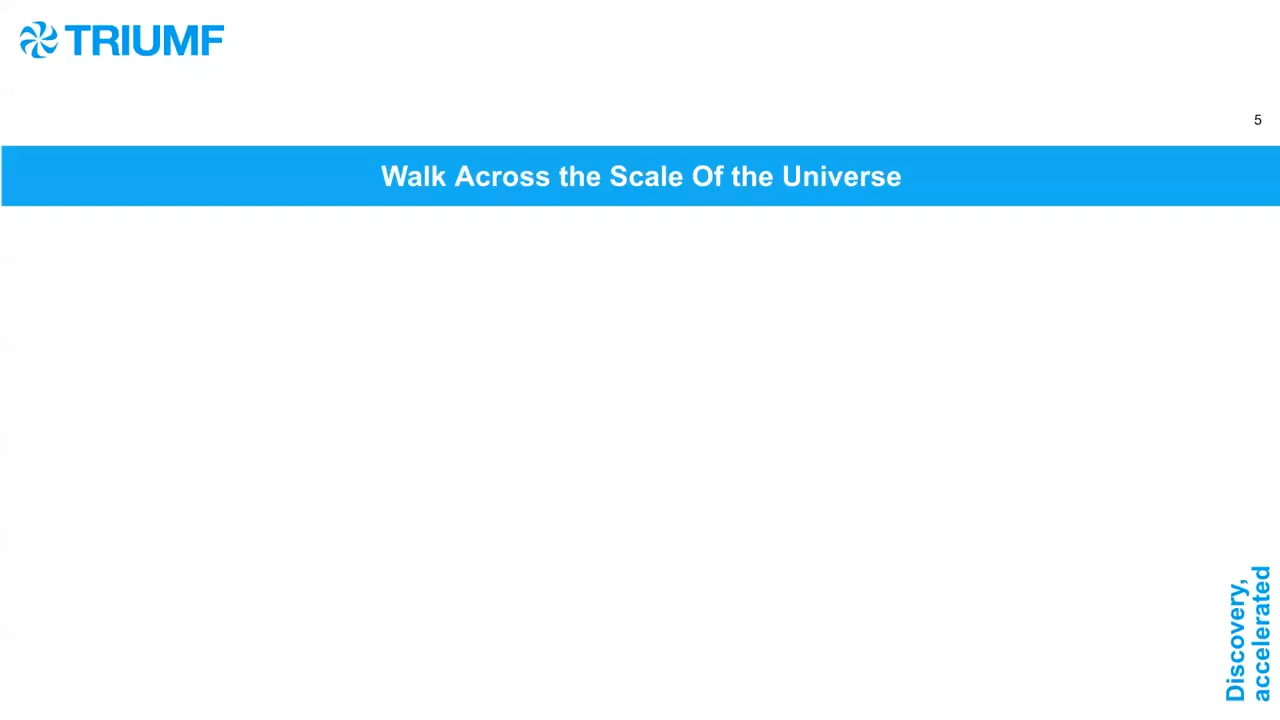 TRIUMF
5
Walk Across the Scale Of the Universe
Discovery,
accelerated